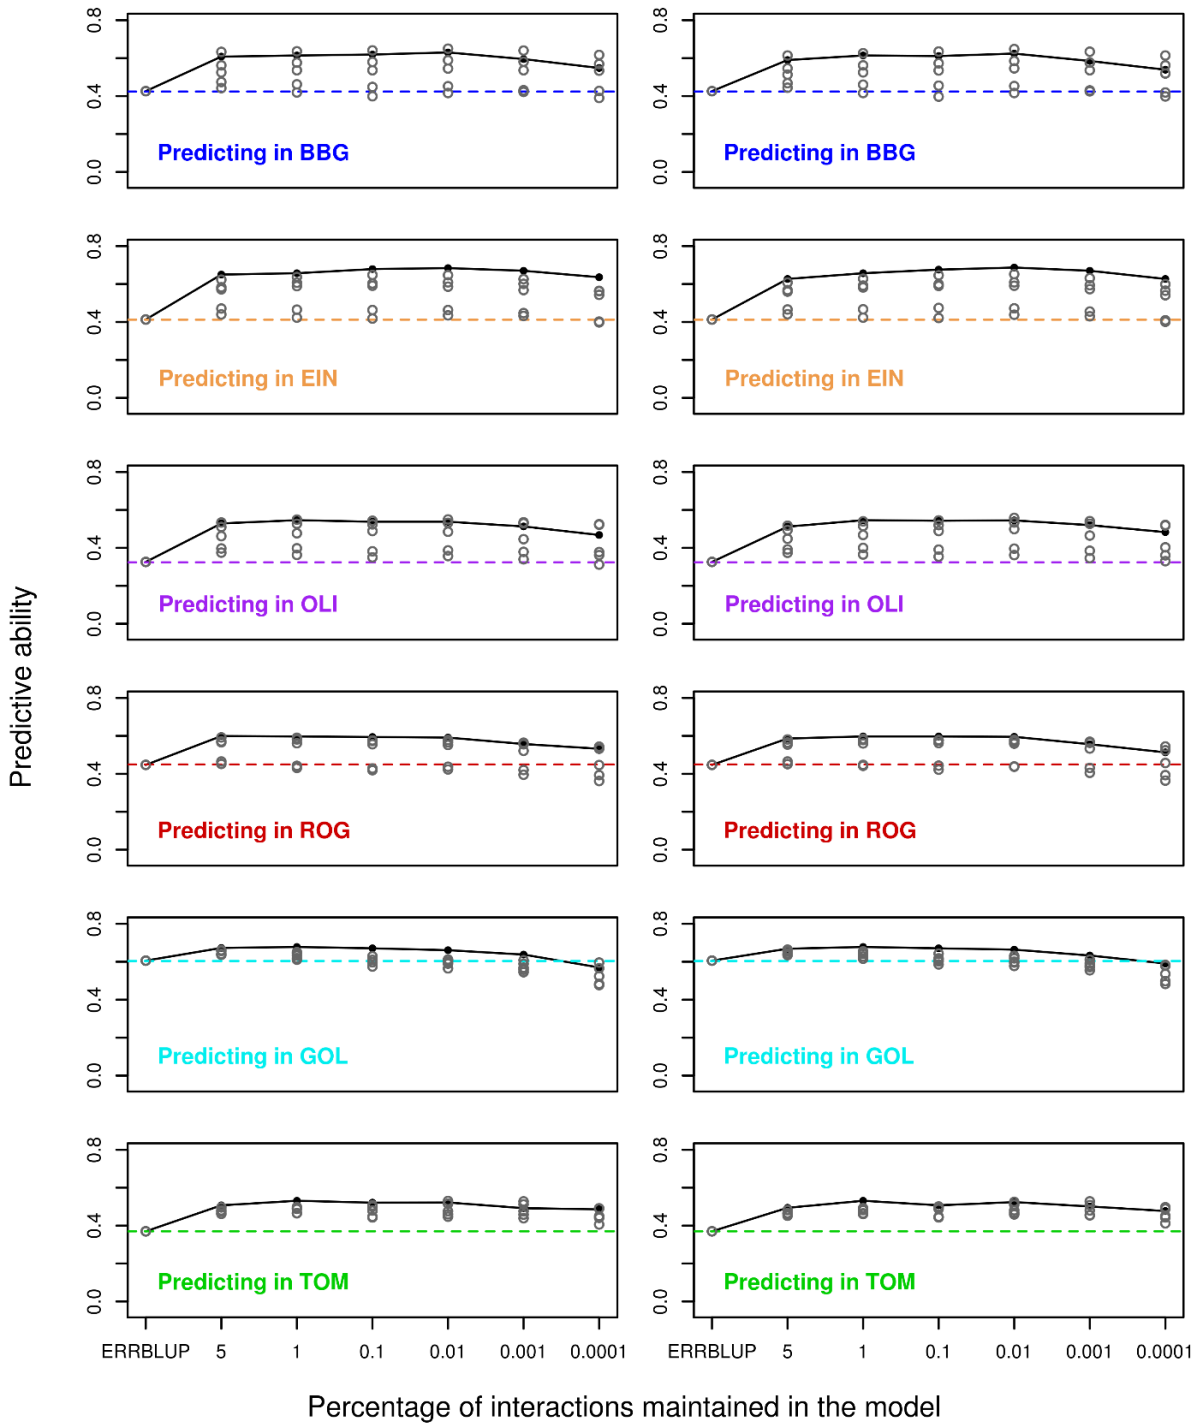 0.8
0.4
0.0
Predicting in BBG
0.8
0.4
0.0
Predicting in BBG
0.8
0.4
0.0
Predicting in EIN
0.8
0.4
0.0
Predicting in EIN
0.8
0.4
0.0
Predicting in OLI
0.8
0.4
0.0
Predicting in OLI
Predictive ability
0.8
0.4
0.0
Predicting in ROG
0.8
0.4
0.0
Predicting in ROG
0.8
0.4
0.0
Predicting in GOL
0.8
0.4
0.0
Predicting in GOL
0.8
0.4
0.0
Predicting in TOM
0.8
0.4
0.0
Predicting in TOM
ERRBLUP 5 1 0.1 0.01 0.001 0.0001
ERRBLUP 5 1 0.1 0.01 0.001 0.0001
Percentage of interactions maintained in the model